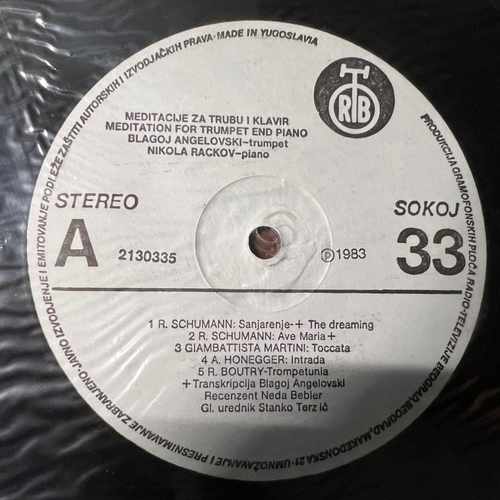 JAVNO IZVODJENJE I EMITOVANJE PODLEŽE ZAŠTITI AUTORSKIH I IZVODJAČKIH PRAVA-MADE IN YUGOSLAVIA
RTB
MEDITACIJE ZA TRUBU I KLAVIR
MEDITATION FOR TRUMPET END PIANO
BLAGOJ ANGELOVSKI-trumpet
NIKOLA RACKOV-piano
STEREO
SOKOJ
A
2130335
℗1983
33
1 R. SCHUMANN: Sanjarenje-+ The dreaming
2 R. SCHUMANN: Ave Maria+
3 GIAMBATTISTA MARTINI: Toccata
4 A. HONEGGER: Intrada
5 R. BOUTRY-Trompetunia
+Transkripcija Blagoj Angelovski
Recenzent Neda Bebler
Gl. urednik Stanko Terzić
PRODUKCIJA GRAMOFONSKIH PLOČA RADIO-TELEVIZIJE BEOGRAD, BEOGRAD, MAKEDONSKA 21-UMNOŽAVANJE I PRESNIMAVANJE ZABRANJENO-